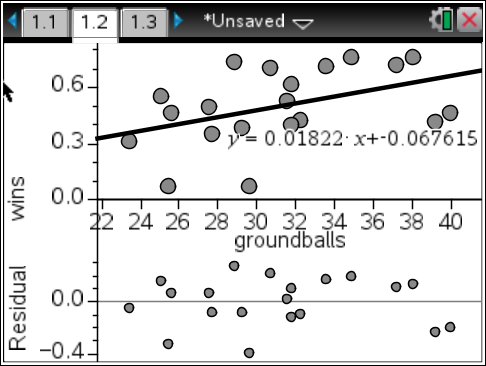 1.1 1.2 1.3 *Unsaved
0.6
0.3
y = 0.01822· x+-0.067615
wins
0.0
22 24 26 28 30 32 34 36 38 40
groundballs
Residual
0.0
-0.4